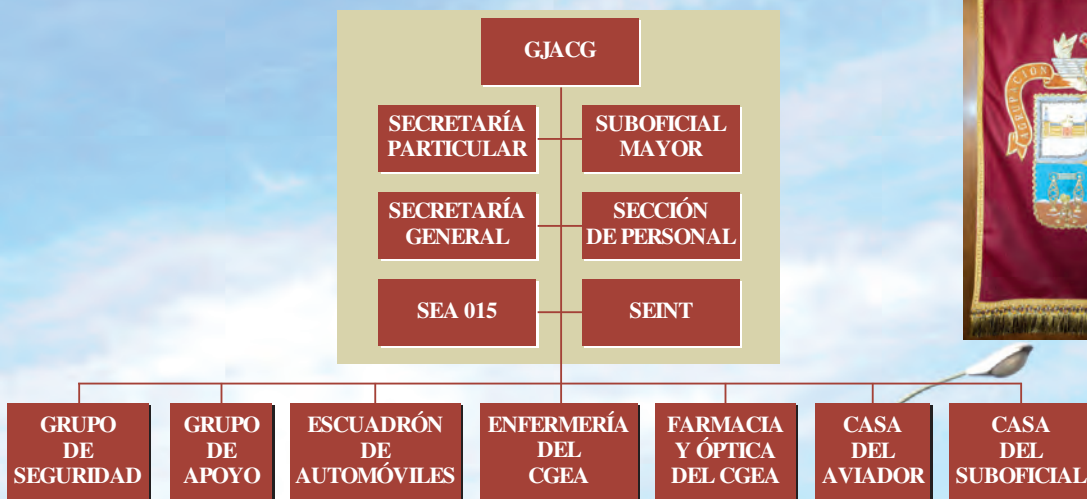 GJACG
SECRETARÍA
PARTICULAR
SUBOFICIAL
MAYOR
SECRETARÍA
GENERAL
SECCIÓN
DE PERSONAL
SEA 015
SEINT
AGRUPACIÓN
GRUPO
DE
SEGURIDAD
GRUPO
DE
APOYO
ESCUADRÓN
DE
AUTOMÓVILES
ENFERMERÍA
DEL
CGEA
FARMACIA
Y ÓPTICA
DEL CGEA
CASA
DEL
AVIADOR
CASA
DEL
SUBOFICIAL